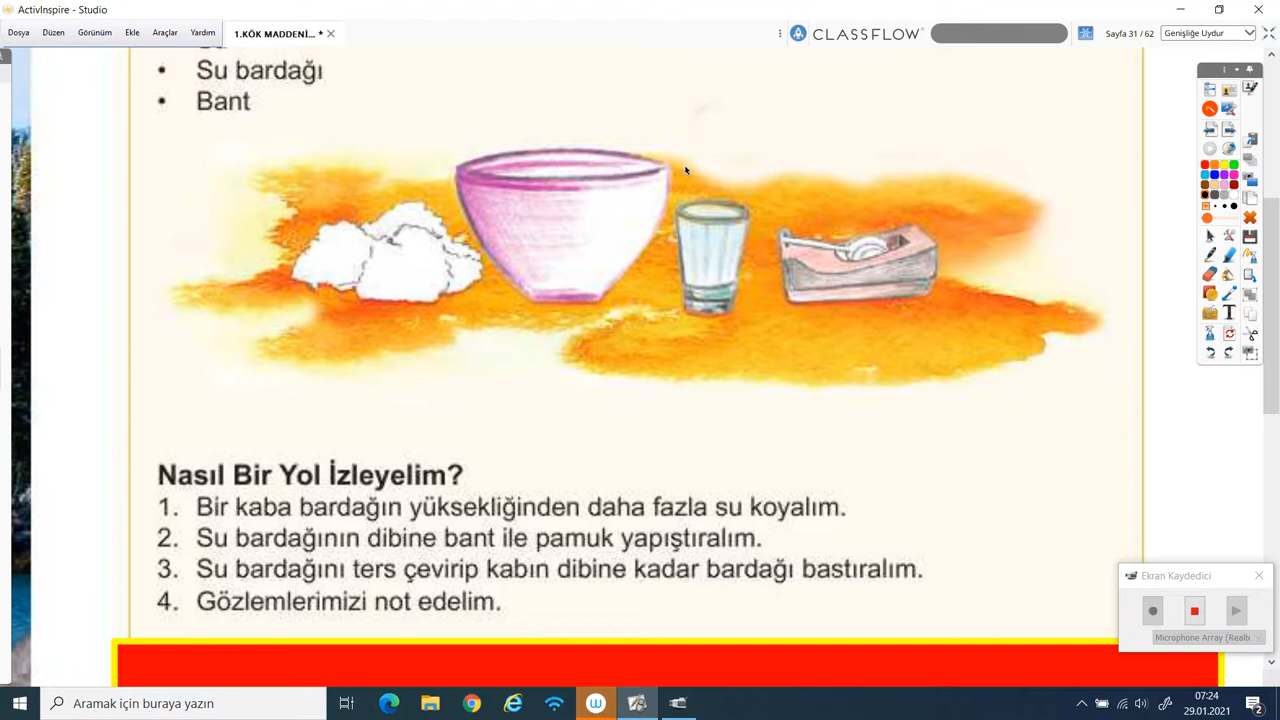 ActivInspire - Studio
Dosya Düzen Görünüm Ekle Araçlar Yardım
1.KÖK MADDENİ... *
CLASSFLOW
Sayfa 31 / 62
Genişliğe Uydur
• Su bardağı
• Bant
Nasıl Bir Yol İzleyelim?
1. Bir kaba bardağın yüksekliğinden daha fazla su koyalım.
2. Su bardağının dibine bant ile pamuk yapıştıralım.
3. Su bardağını ters çevirip kabın dibine kadar bardağı bastıralım.
4. Gözlemlerimizi not edelim.
Ekran Kaydedici
Microphone Array (Realt
Aramak için buraya yazın
07:24
29.01.2021
2